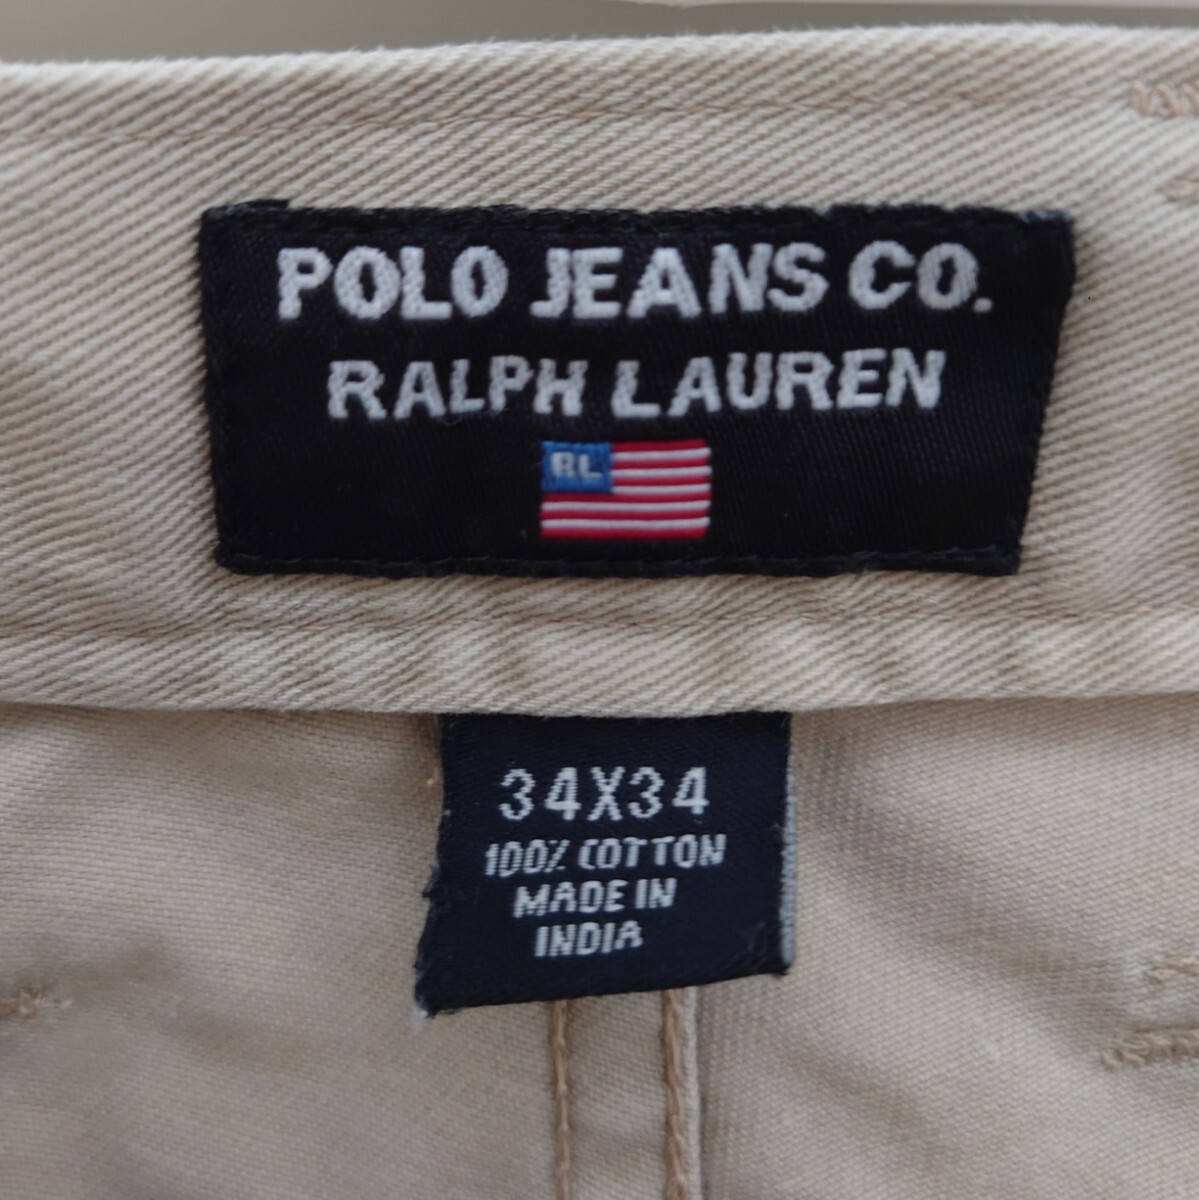 POLO JEANS CO.
RALPH LAUREN
RL
34X34
100% COTTON
MADE IN
INDIA